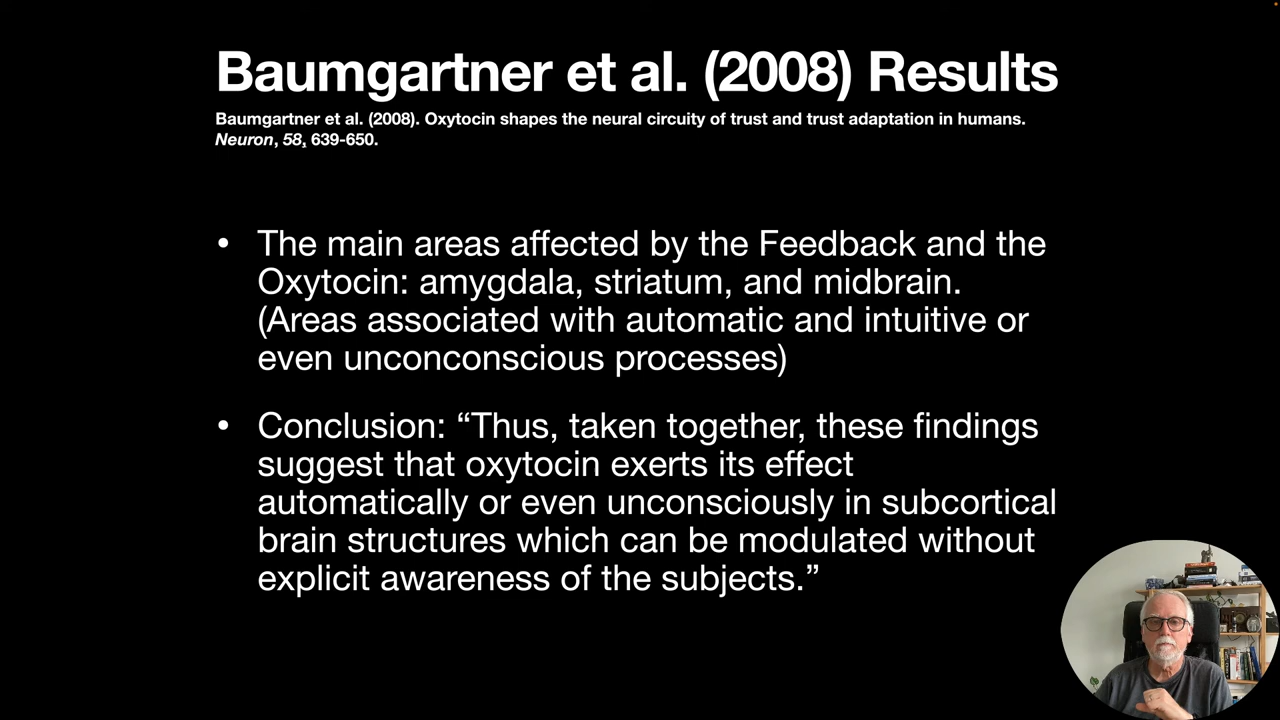 Baumgartner et al. (2008) Results
Baumgartner et al. (2008). Oxytocin shapes the neural circuity of trust and trust adaptation in humans.
Neuron, 58, 639-650.
• The main areas affected by the Feedback and the
Oxytocin: amygdala, striatum, and midbrain.
(Areas associated with automatic and intuitive or
even unconconscious processes)
• Conclusion: “Thus, taken together, these findings
suggest that oxytocin exerts its effect
automatically or even unconsciously in subcortical
brain structures which can be modulated without
explicit awareness of the subjects.”